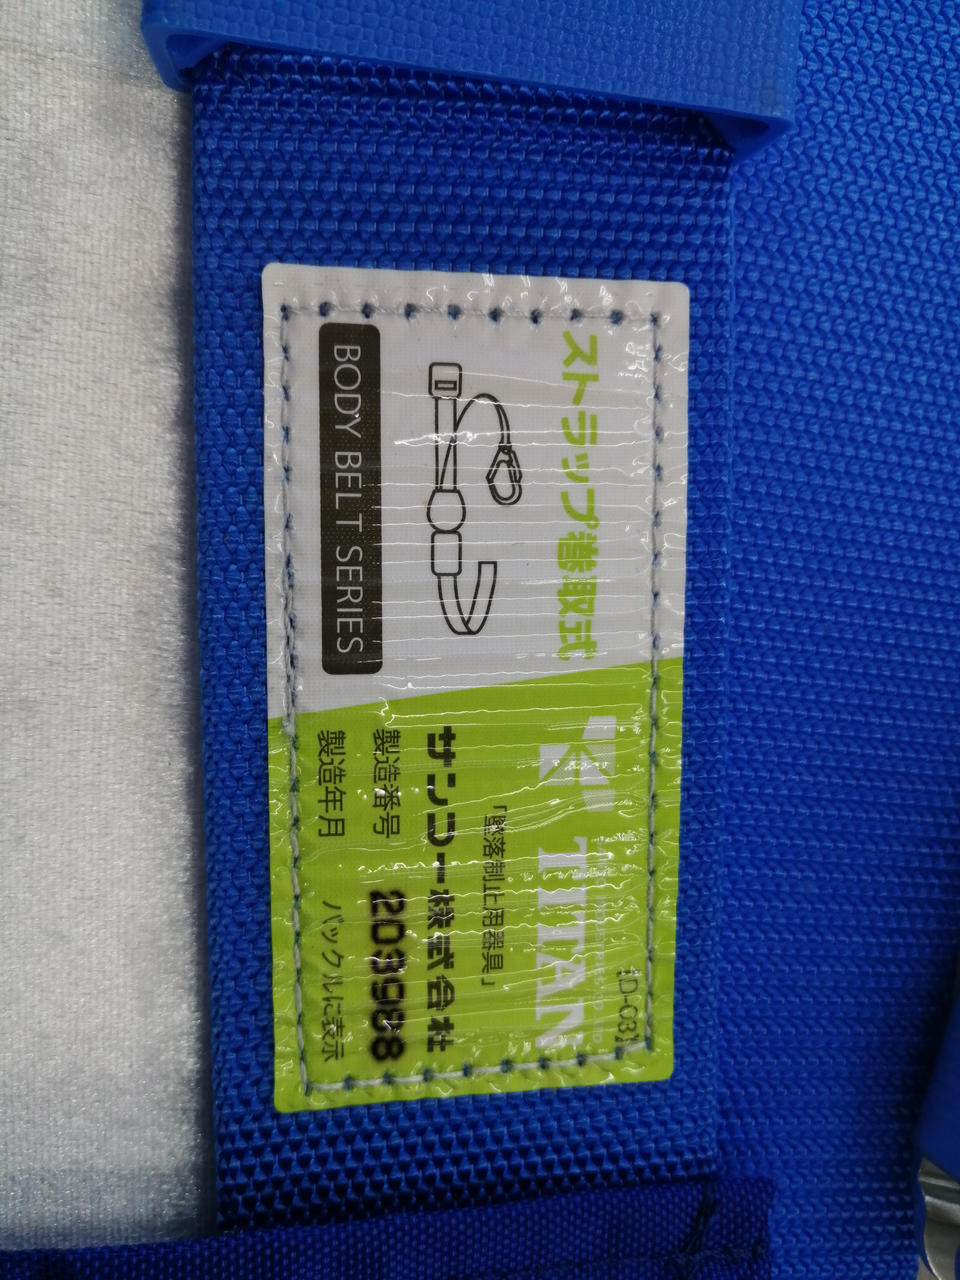 ストラップ巻取式
BODY BELT SERIES
TITAN
「墜落制止用器具」
サンコー株式会社
製造番号 203988
製造年月 バックルに表示